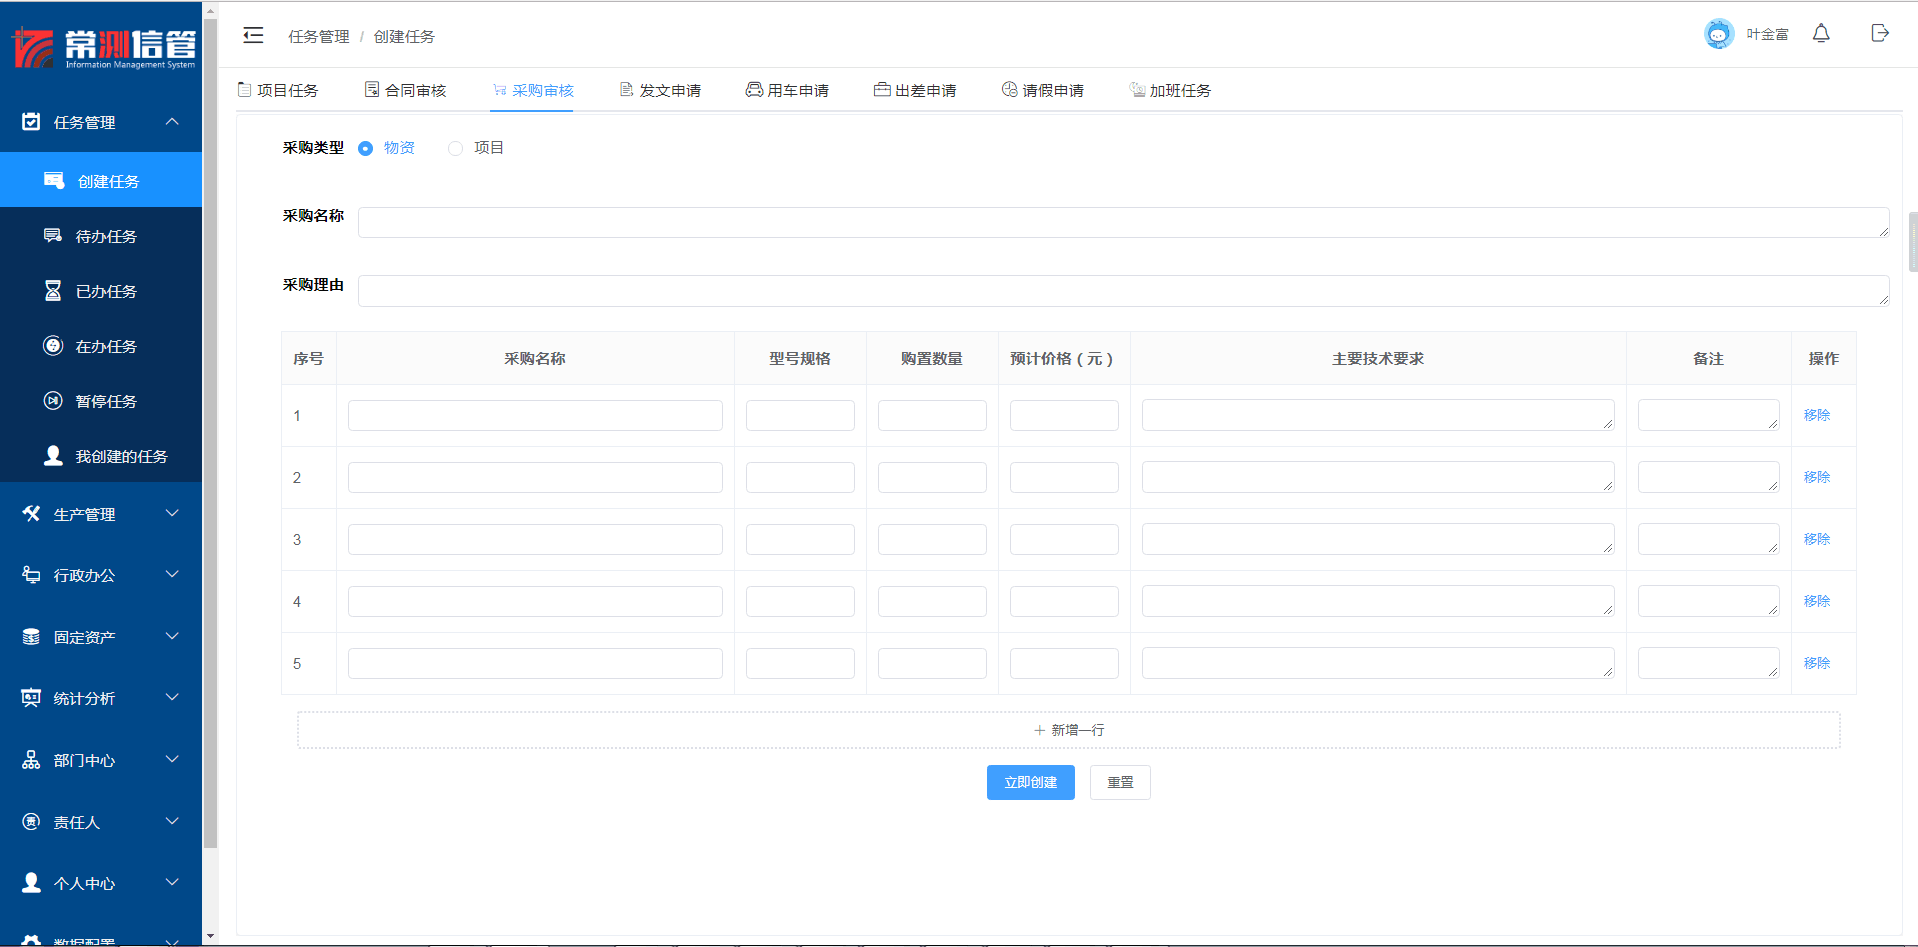 常测信管
Information Management System
任务管理
创建任务
待办任务
已办任务
在办任务
暂停任务
我创建的任务
生产管理
行政办公
固定资产
统计分析
部门中心
责任人
个人中心
数据配置
任务管理 / 创建任务
叶金富
项目任务 合同审核 采购审核 发文申请 用车申请 出差申请 请假申请 加班任务
采购类型 物资 项目
采购名称
采购理由
序号 采购名称 型号规格 购置数量 预计价格（元） 主要技术要求 备注 操作
1 移除
2 移除
3 移除
4 移除
5 移除
+ 新增一行
立即创建 重置